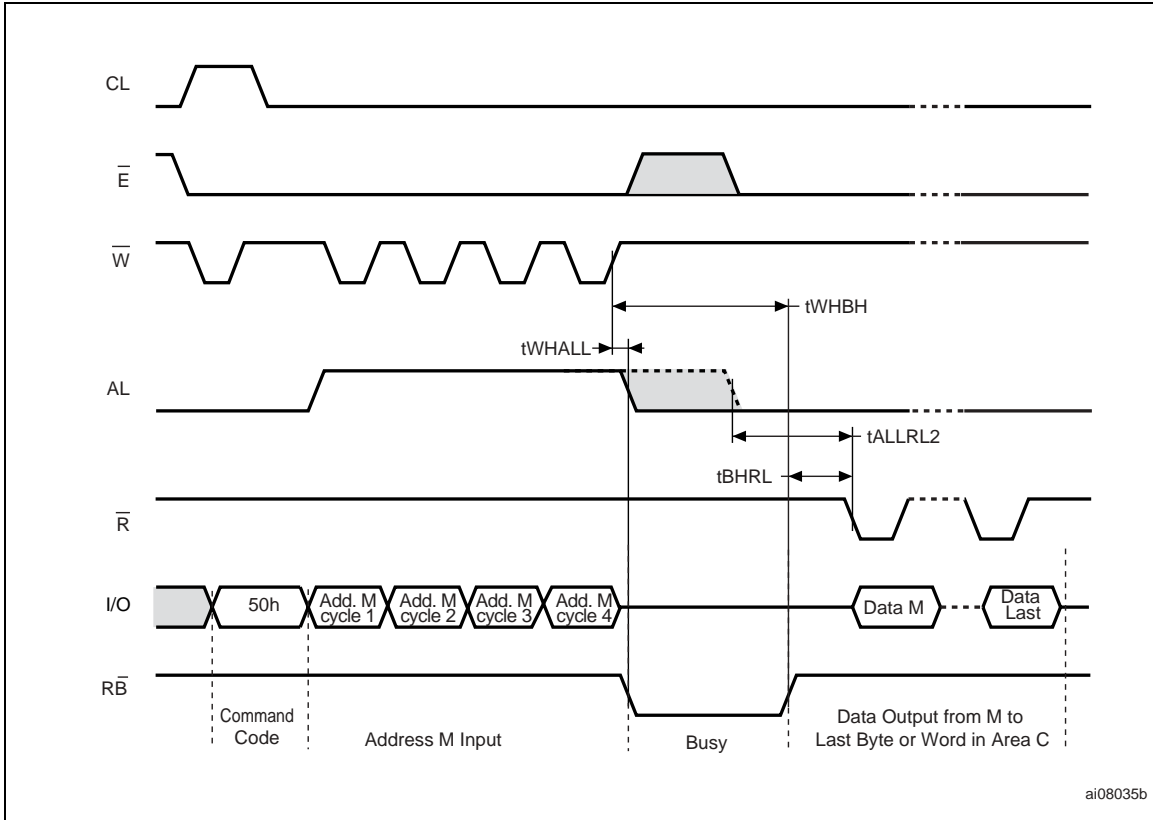 CL
E
W
tWHBH
tWHALL
AL
tALLRL2
tBHRL
R
I/O
50h
Add. M
cycle 1
Add. M
cycle 2
Add. M
cycle 3
Add. M
cycle 4
Data M
Data
Last
RB
Command
Code
Address M Input
Busy
Data Output from M to
Last Byte or Word in Area C
ai08035b